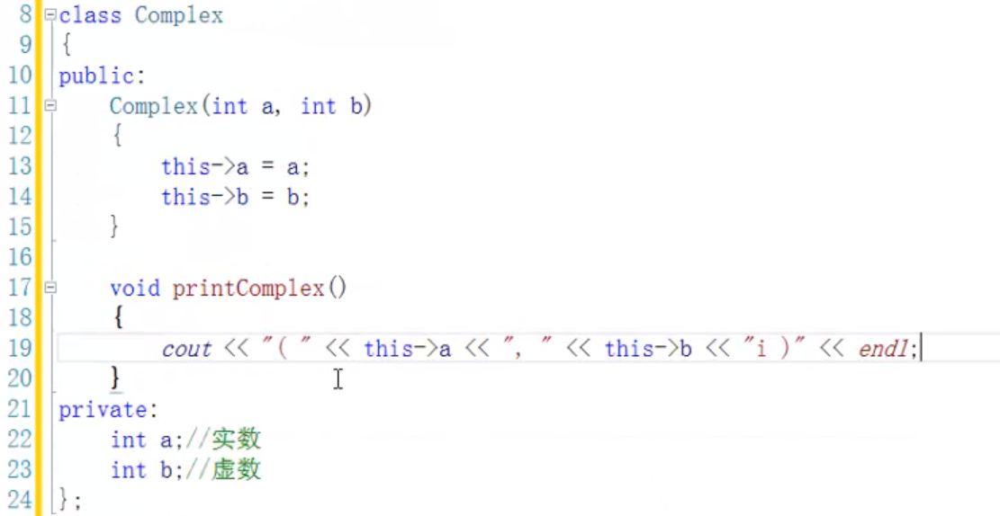 8 class Complex
9 {
10 public:
11     Complex(int a, int b)
12     {
13         this->a = a;
14         this->b = b;
15     }
16
17     void printComplex()
18     {
19         cout << "( " << this->a << ", " << this->b << "i )" << endl;
20     }
21 private:
22     int a;//实数
23     int b;//虚数
24 };